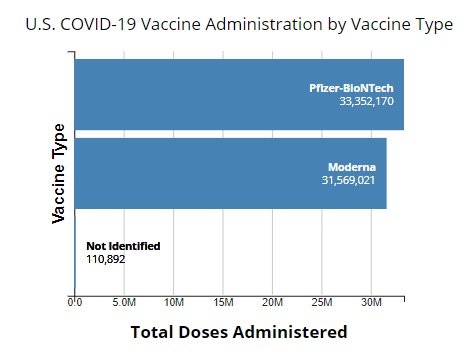 U.S. COVID-19 Vaccine Administration by Vaccine Type
Vaccine Type
Pfizer-BioNTech
33,352,170
Moderna
31,569,021
Not Identified
110,892
0.0 5.0M 10M 15M 20M 25M 30M
Total Doses Administered